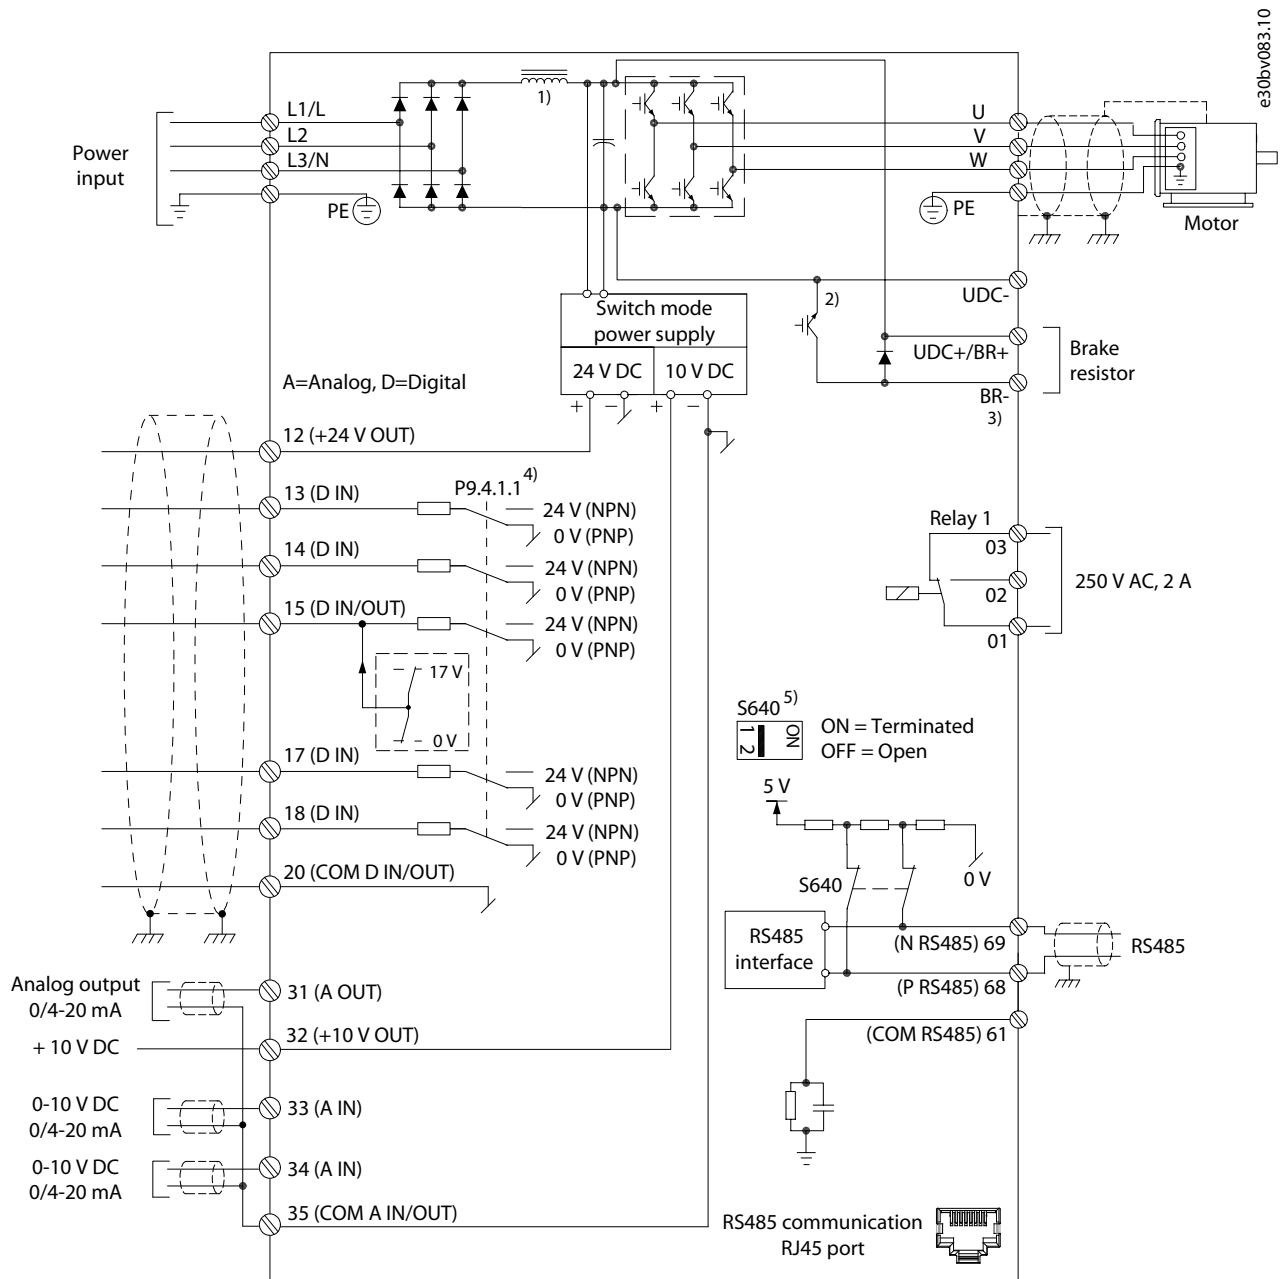 e30bv083.10
1)
L1/L
L2
L3/N
Power
input
PE
U
V
W
PE
Motor
UDC-
2)
Switch mode
power supply
24 V DC
10 V DC
+
−
+
−
UDC+/BR+
Brake
resistor
BR-
3)
A=Analog, D=Digital
12 (+24 V OUT)
P9.4.1.1 4)
13 (D IN)
24 V (NPN)
0 V (PNP)
14 (D IN)
24 V (NPN)
0 V (PNP)
15 (D IN/OUT)
24 V (NPN)
0 V (PNP)
17 V
0 V
17 (D IN)
24 V (NPN)
0 V (PNP)
18 (D IN)
24 V (NPN)
0 V (PNP)
20 (COM D IN/OUT)
Relay 1
03
02
01
250 V AC, 2 A
S640 5)
1 2
ON
ON = Terminated
OFF = Open
5 V
0 V
S640
RS485
interface
(N RS485) 69
(P RS485) 68
RS485
(COM RS485) 61
Analog output
0/4-20 mA
31 (A OUT)
+ 10 V DC
32 (+10 V OUT)
0-10 V DC
0/4-20 mA
33 (A IN)
0-10 V DC
0/4-20 mA
34 (A IN)
35 (COM A IN/OUT)
RS485 communication
RJ45 port